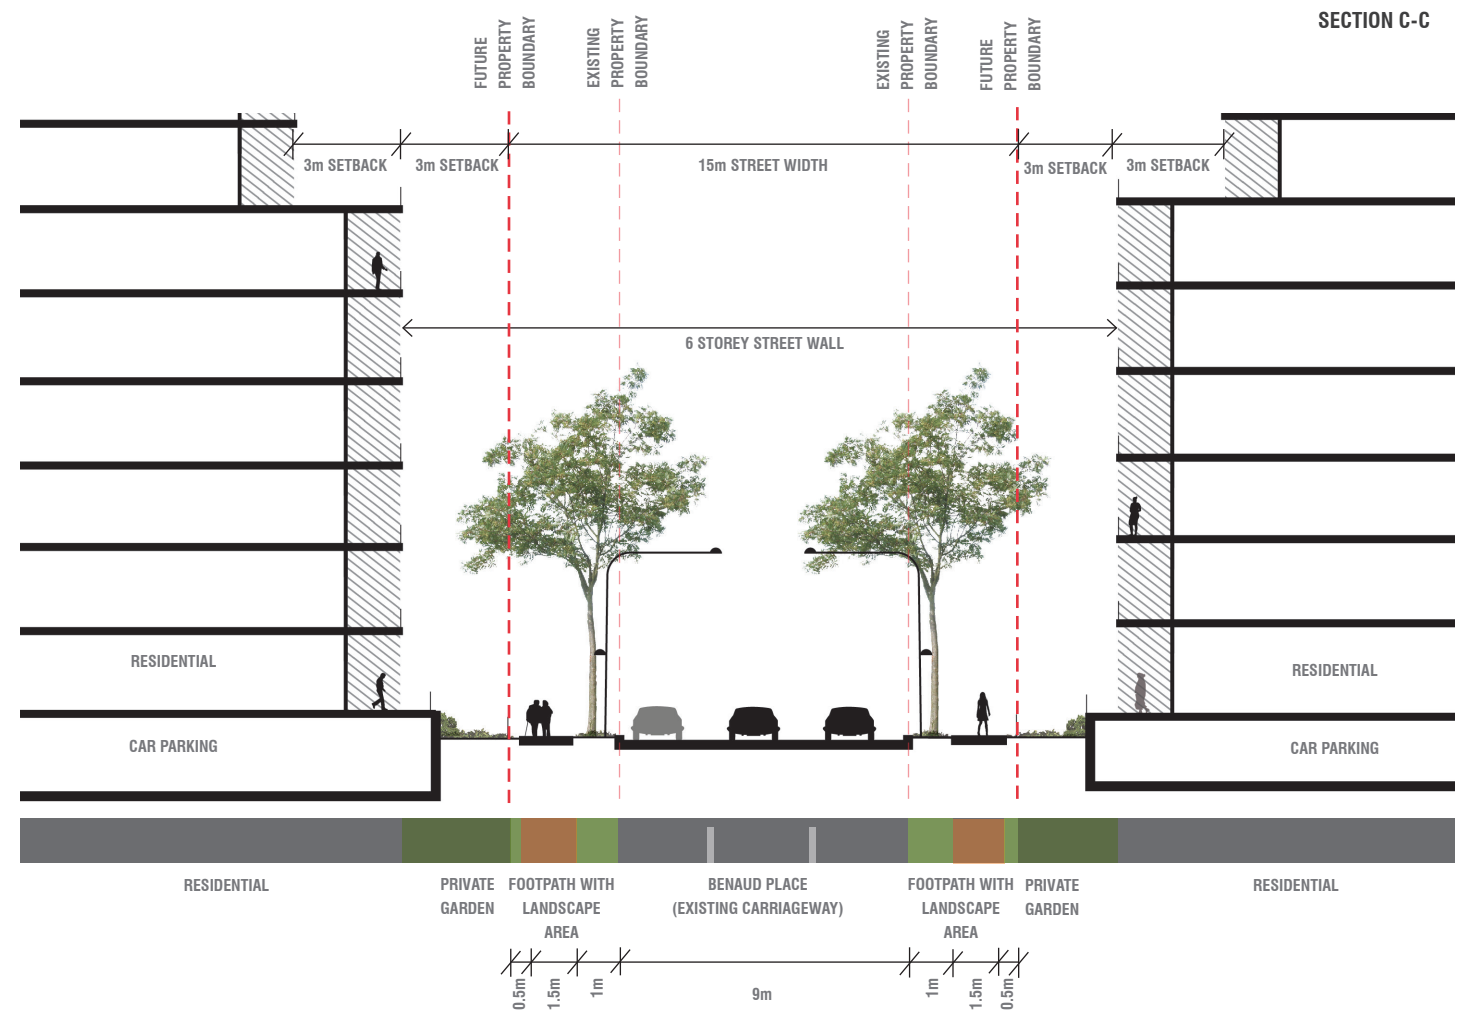 SECTION C-C
FUTURE
PROPERTY
BOUNDARY
EXISTING
PROPERTY
BOUNDARY
EXISTING
PROPERTY
BOUNDARY
FUTURE
PROPERTY
BOUNDARY
3m SETBACK
3m SETBACK
15m STREET WIDTH
3m SETBACK
3m SETBACK
6 STOREY STREET WALL
RESIDENTIAL
RESIDENTIAL
CAR PARKING
CAR PARKING
RESIDENTIAL
PRIVATE
GARDEN
FOOTPATH WITH
LANDSCAPE
AREA
BENAUD PLACE
(EXISTING CARRIAGEWAY)
FOOTPATH WITH
LANDSCAPE
AREA
PRIVATE
GARDEN
RESIDENTIAL
0.5m
1.5m
1m
9m
1m
1.5m
0.5m